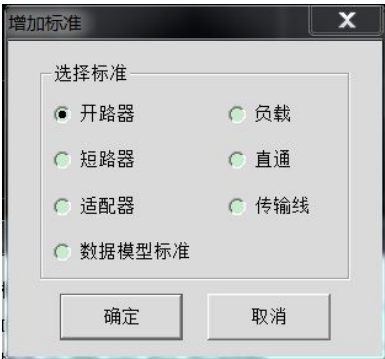 增加标准
选择标准
开路器 负载
短路器 直通
适配器 传输线
数据模型标准
确定 取消